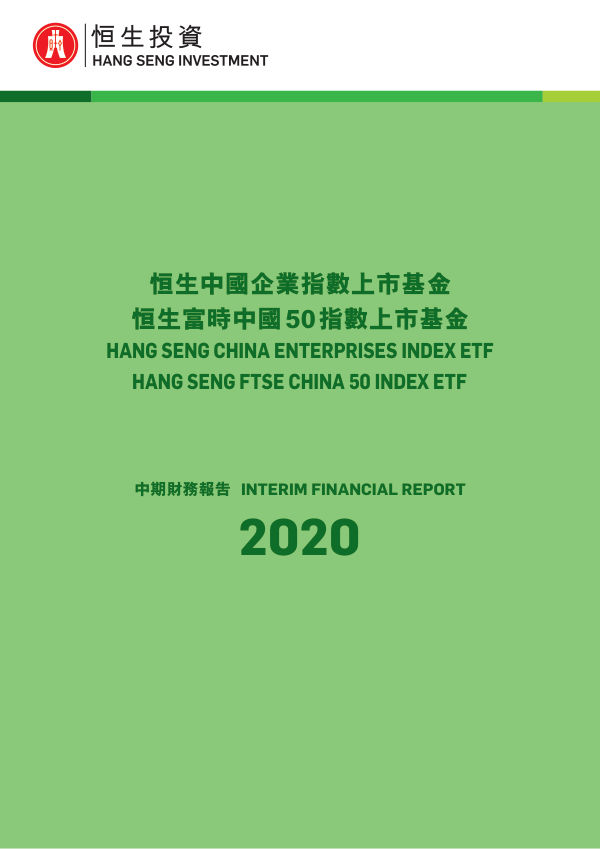 恒生投資
HANG SENG INVESTMENT
恒生中國企業指數上市基金
恒生富時中國50指數上市基金
HANG SENG CHINA ENTERPRISES INDEX ETF
HANG SENG FTSE CHINA 50 INDEX ETF
中期財務報告 INTERIM FINANCIAL REPORT
2020